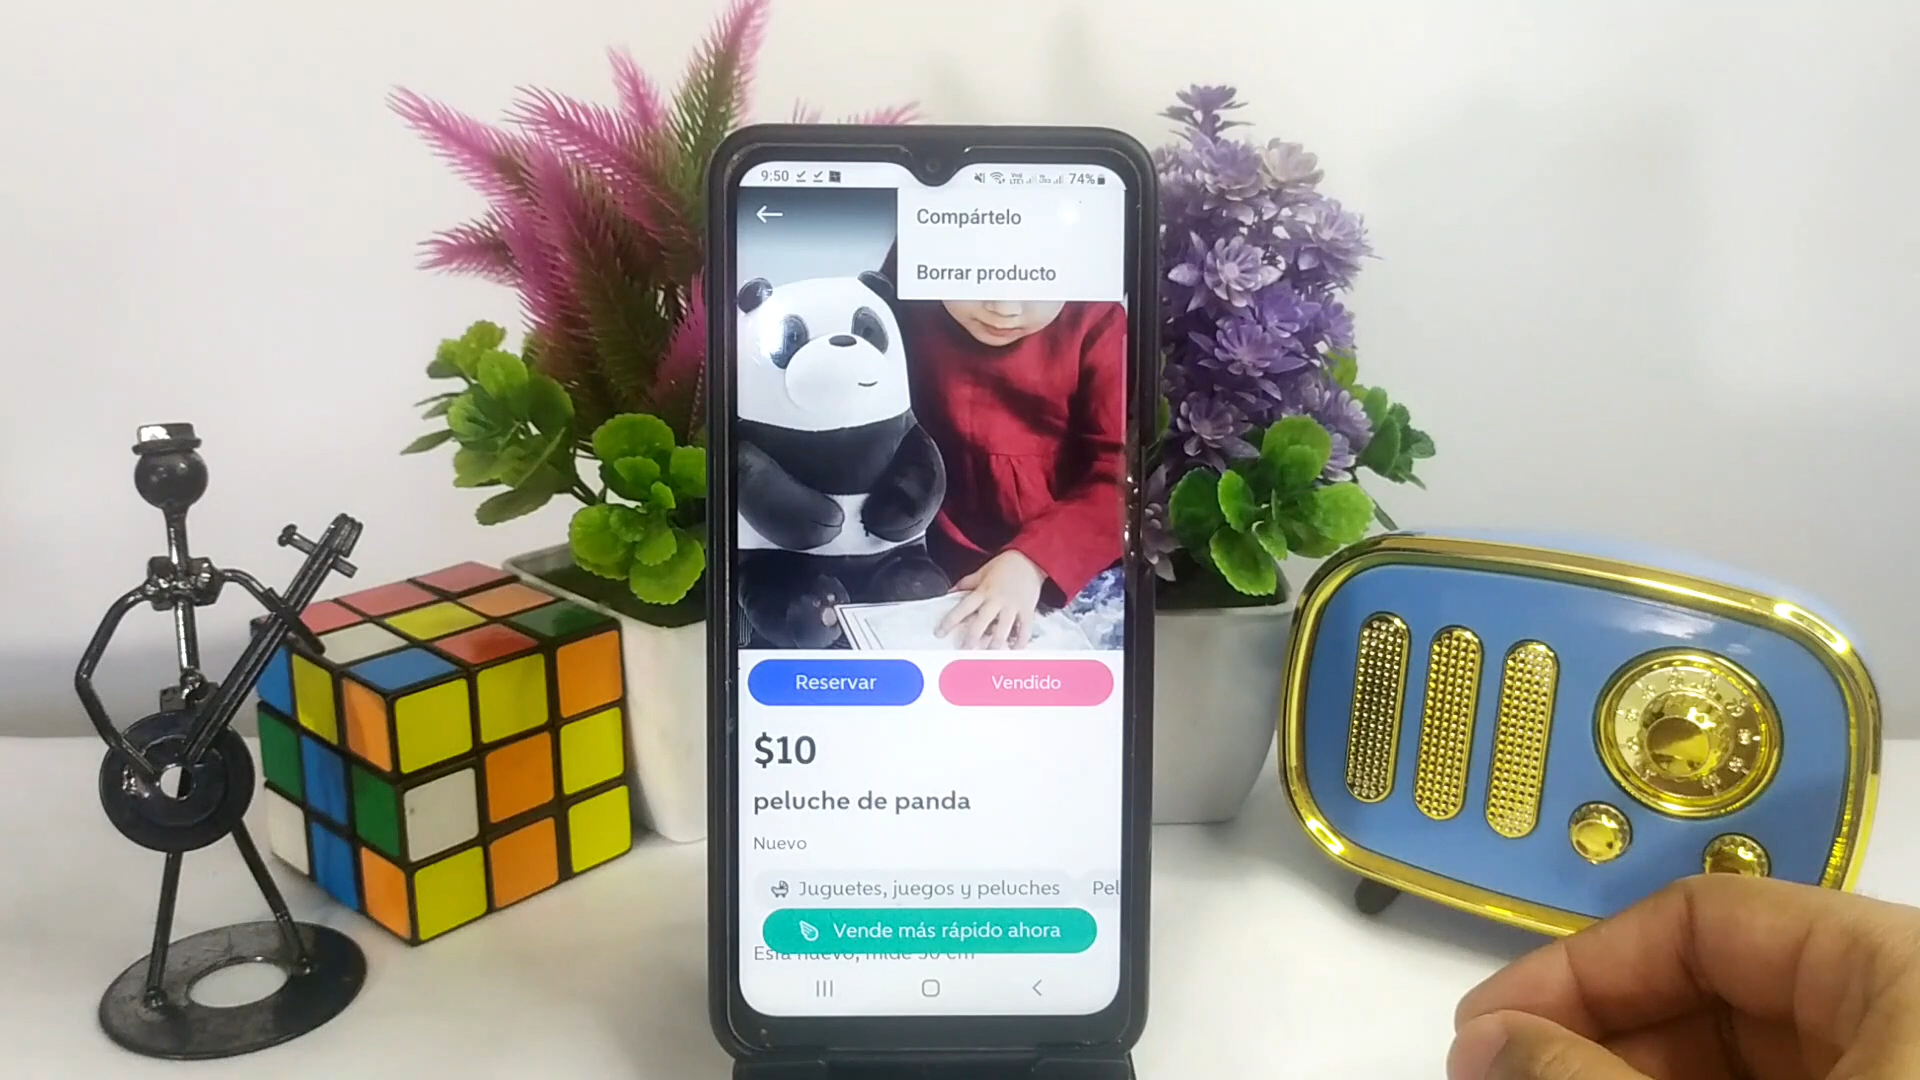 9:50
74%
Compártelo
Borrar producto
Reservar
Vendido
$10
peluche de panda
Nuevo
Juguetes, juegos y peluches
Pel
Vende más rápido ahora